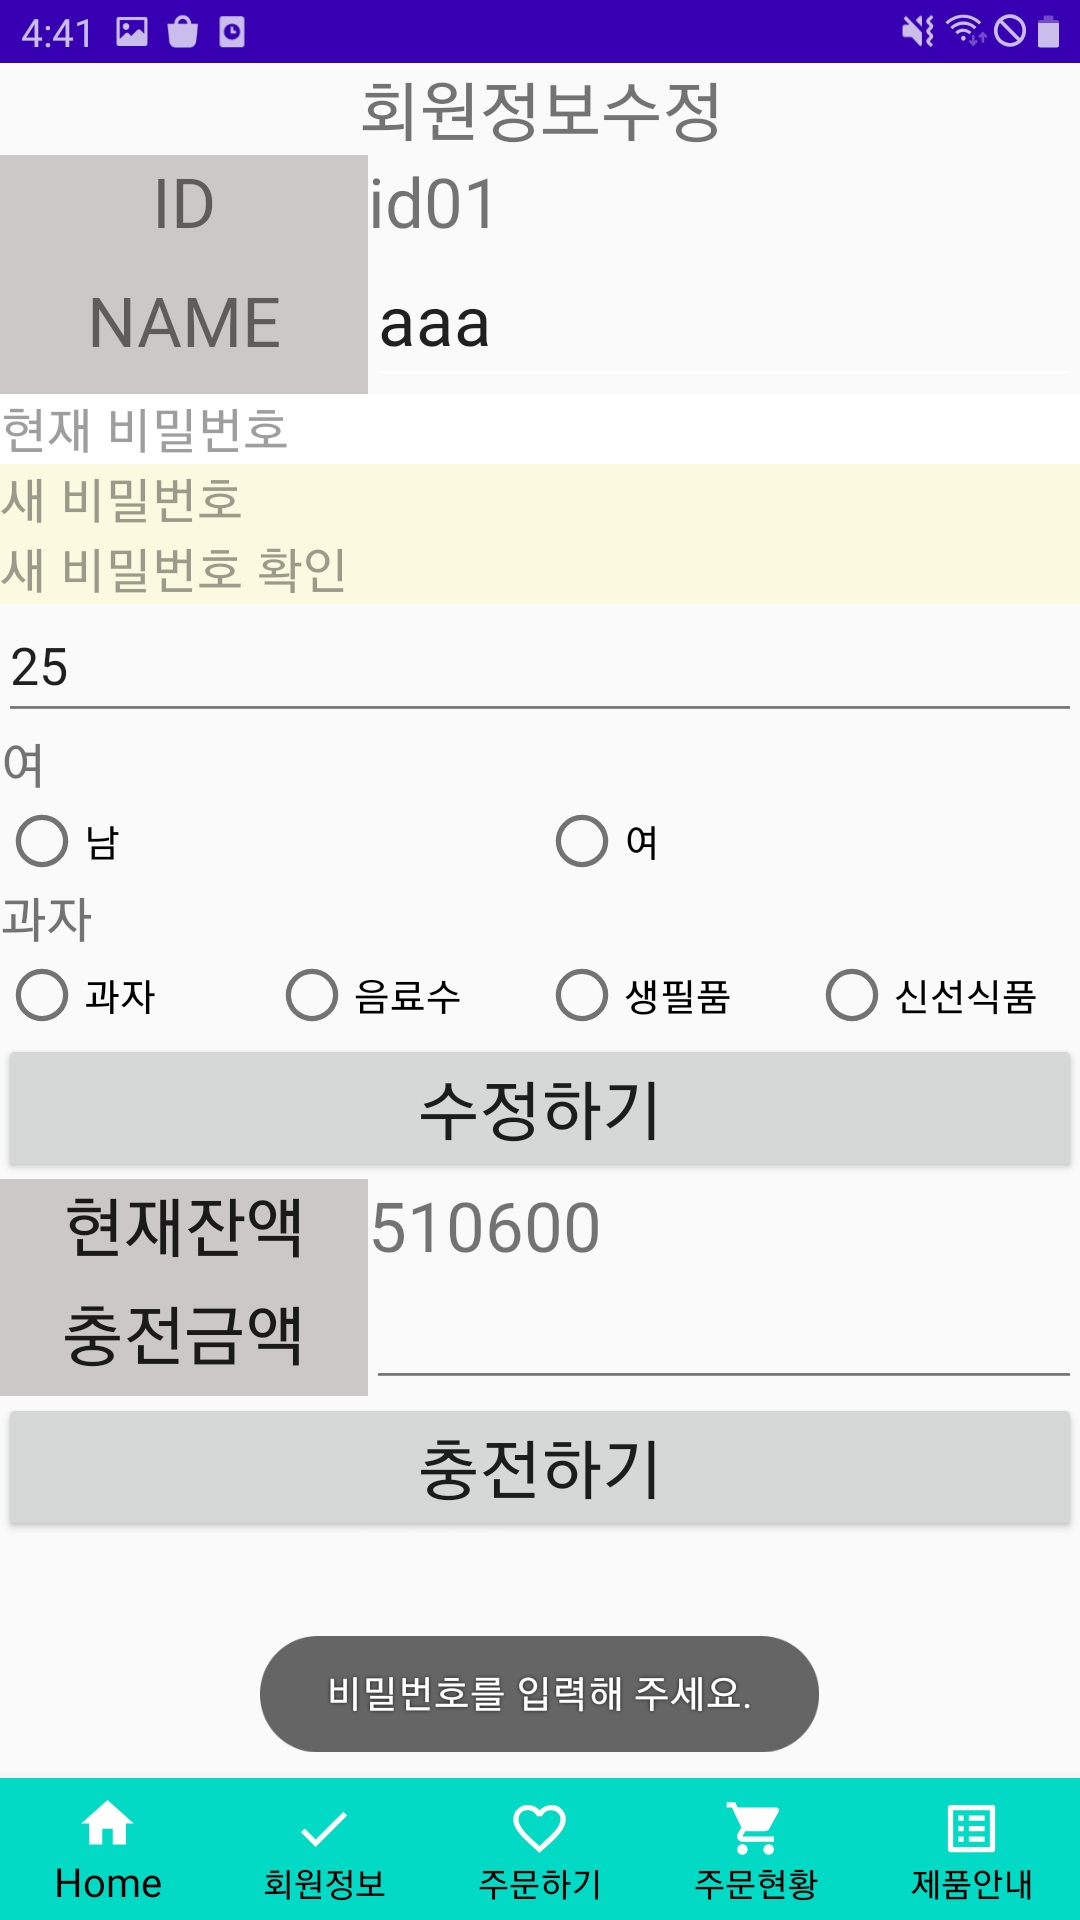 4:41
회원정보수정
ID id01
NAME aaa
현재 비밀번호
새 비밀번호
새 비밀번호 확인
25
여
남 여
과자
과자 음료수 생필품 신선식품
수정하기
현재잔액 510600
충전금액
충전하기
비밀번호를 입력해 주세요.
Home 회원정보 주문하기 주문현황 제품안내